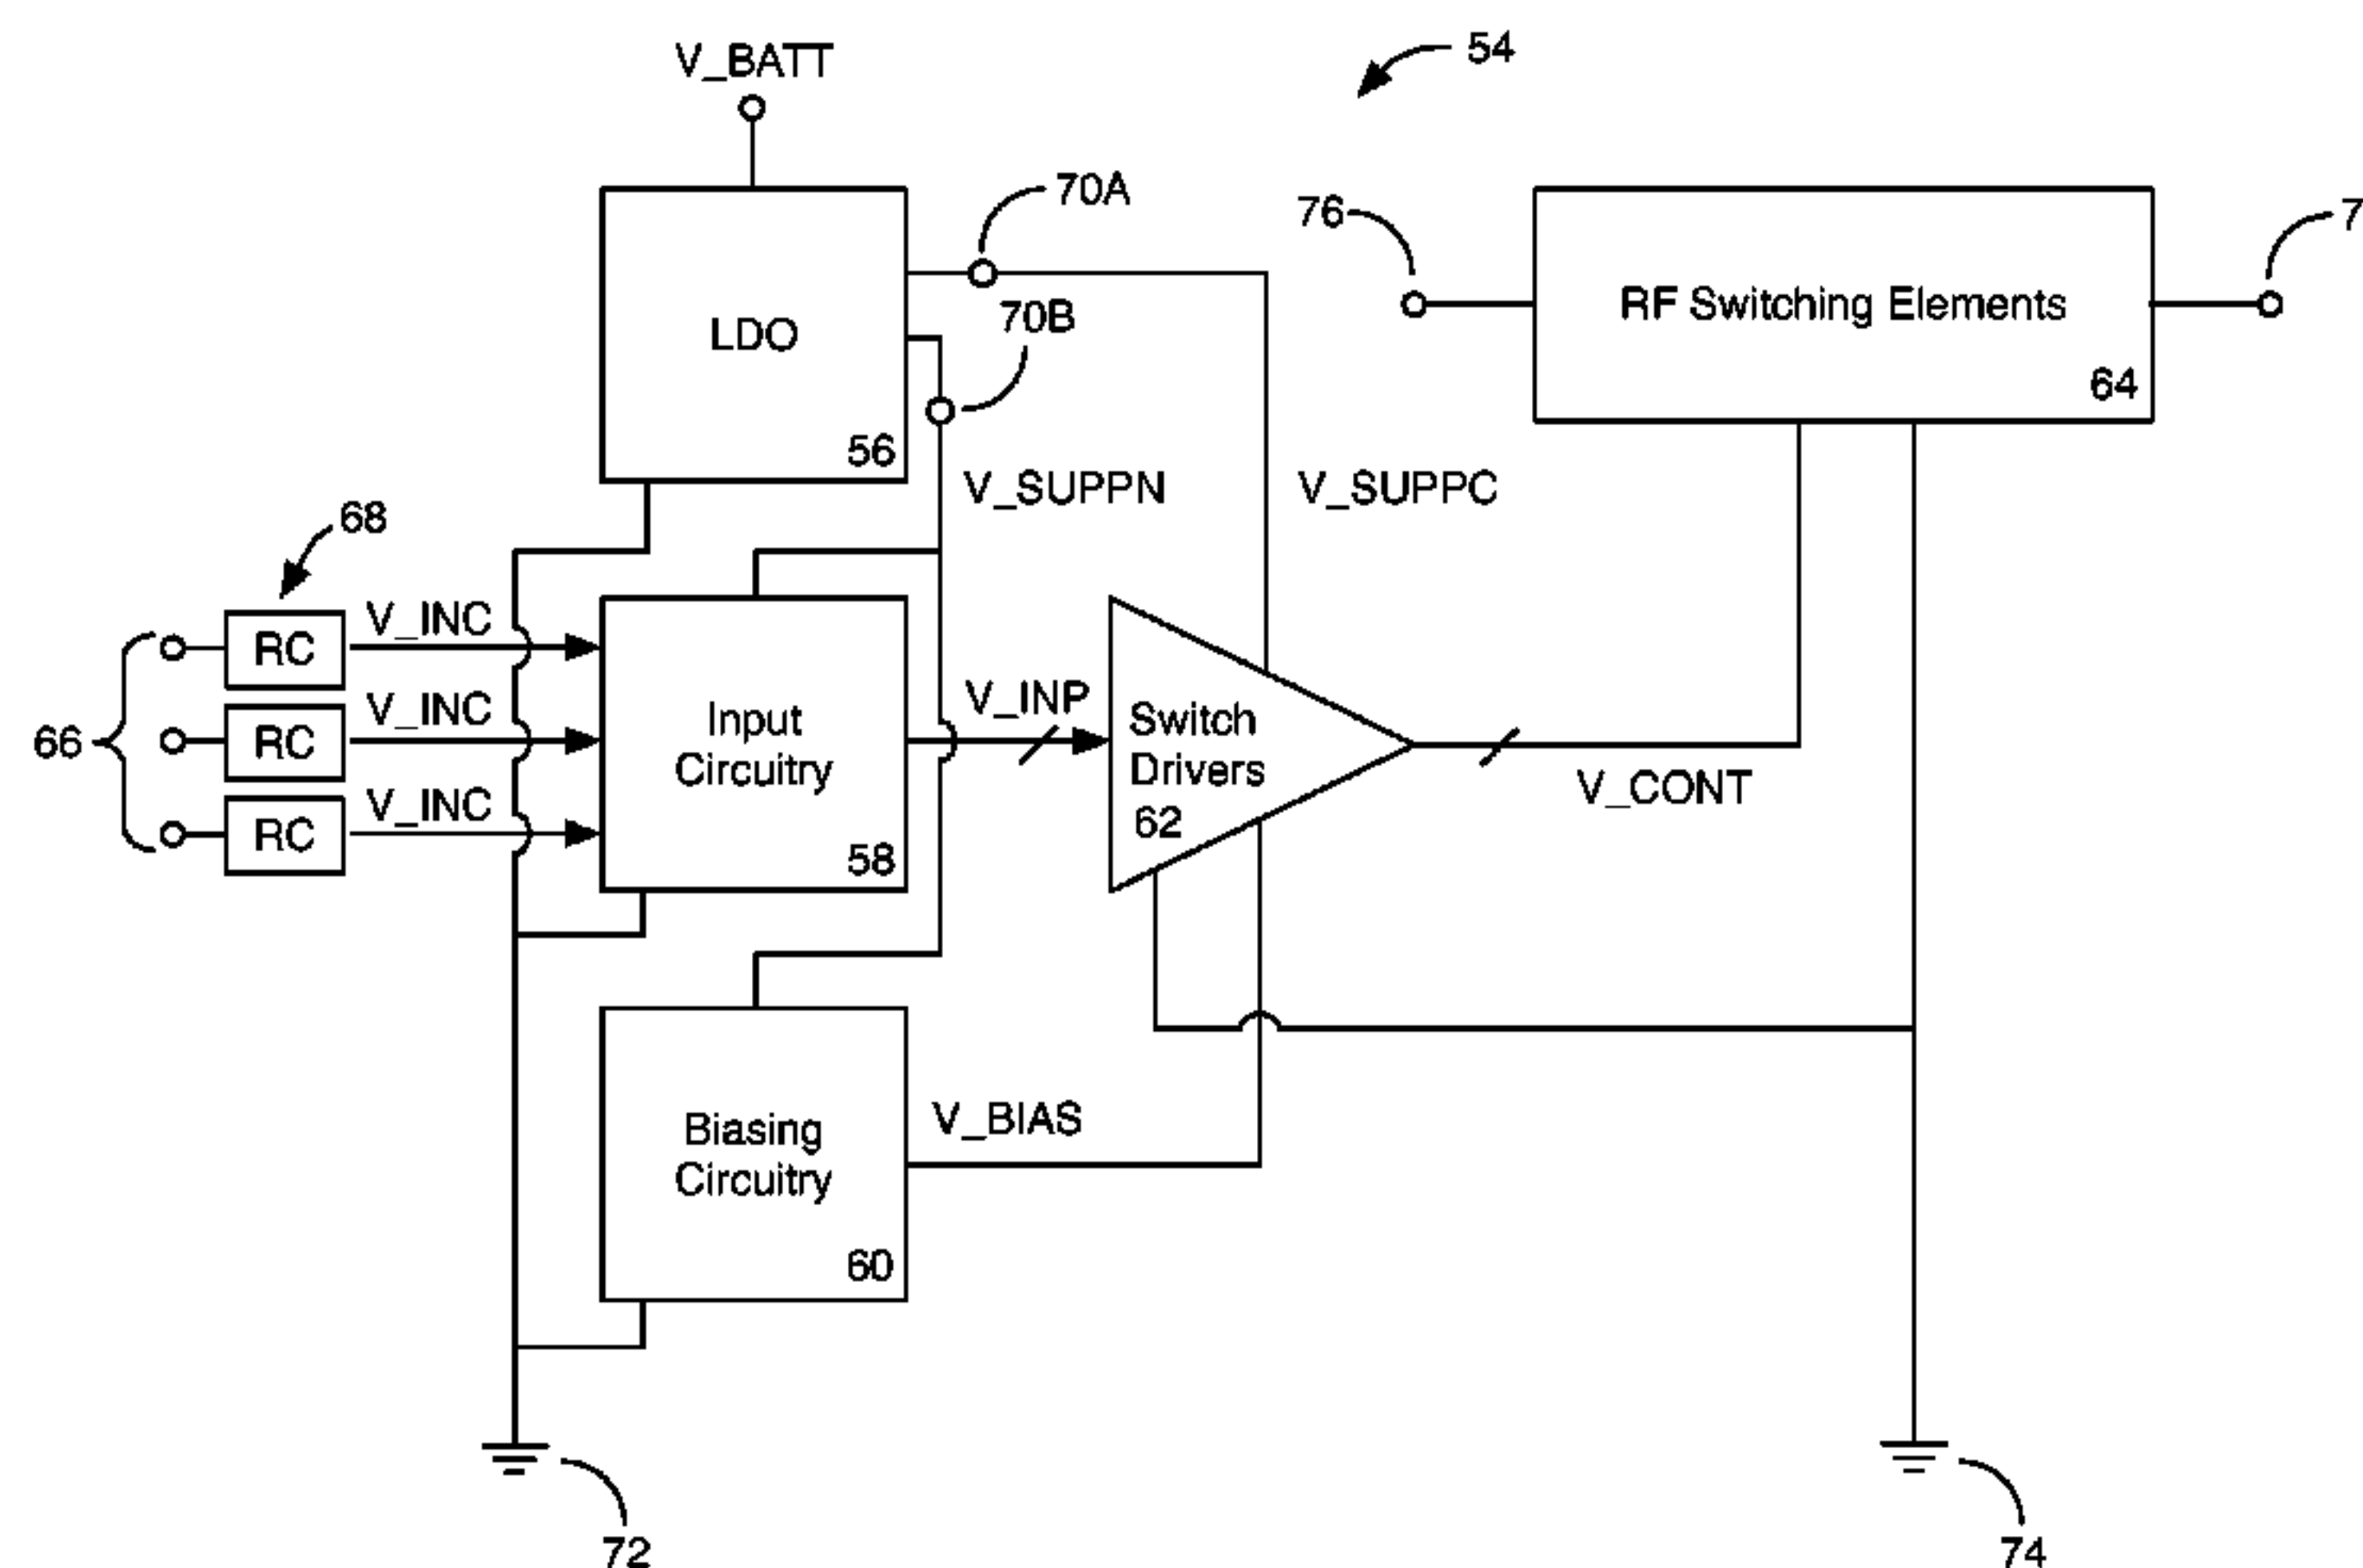 V_BATT
54
70A
76
7
70B
LDO
RF Switching Elements
64
56
V_SUPPN
V_SUPPC
68
RC
V_INC
RC
V_INC
RC
V_INC
66
Input
Circuitry
58
V_INP
Switch
Drivers
62
V_CONT
Biasing
Circuitry
60
V_BIAS
72
74